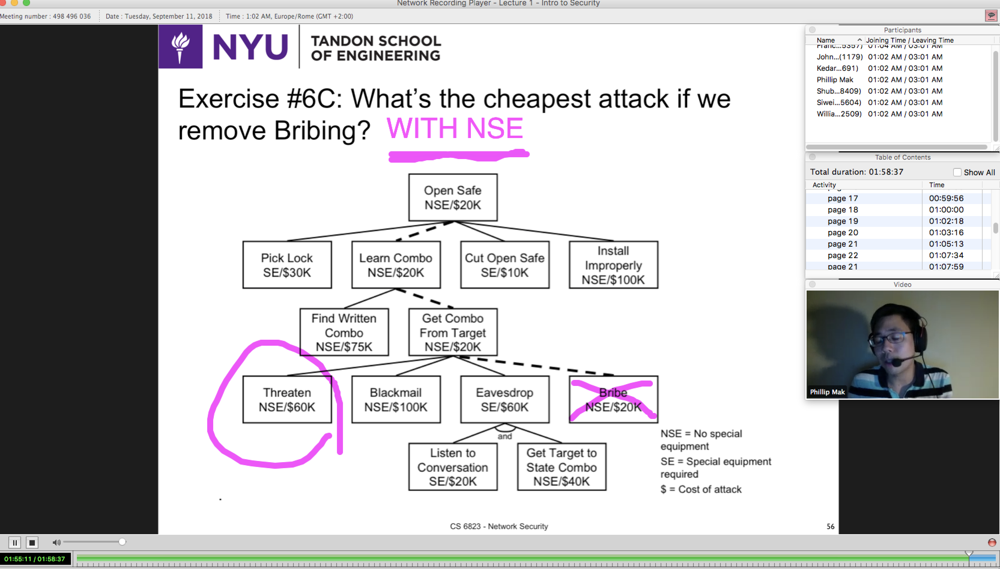 Network Recording Player - Lecture 1 - Intro to Security
Meeting number : 498 496 036
Date : Tuesday, September 11, 2018
Time : 1:02 AM, Europe/Rome (GMT +2:00)
NYU
TANDON SCHOOL
OF ENGINEERING
Exercise #6C: What's the cheapest attack if we
remove Bribing? WITH NSE
Open Safe
NSE/$20K
Pick Lock
SE/$30K
Learn Combo
NSE/$20K
Cut Open Safe
SE/$10K
Install
Improperly
NSE/$100K
Find Written
Combo
NSE/$75K
Get Combo
From Target
NSE/$20K
Threaten
NSE/$60K
Blackmail
NSE/$100K
Eavesdrop
SE/$60K
Bribe
NSE/$20K
and
Listen to
Conversation
SE/$20K
Get Target to
State Combo
NSE/$40K
NSE = No special
equipment
SE = Special equipment
required
$ = Cost of attack
CS 6823 - Network Security
56
Participants
Name Joining Time / Leaving Time
Franc...5357) 01:04 AM / 03:01 AM
John...(1179) 01:02 AM / 03:01 AM
Kedar...691) 01:02 AM / 03:01 AM
Phillip Mak 01:02 AM / 03:01 AM
Shub...8409) 01:02 AM / 03:01 AM
Siwei...5604) 01:02 AM / 03:01 AM
Willia...2509) 01:02 AM / 03:01 AM
Table of Contents
Total duration: 01:58:37
Show All
Activity Time
page 17 00:59:56
page 18 01:00:00
page 19 01:02:18
page 20 01:03:16
page 21 01:05:13
page 22 01:07:34
page 21 01:07:59
Video
Phillip Mak
01:55:11 / 01:58:37